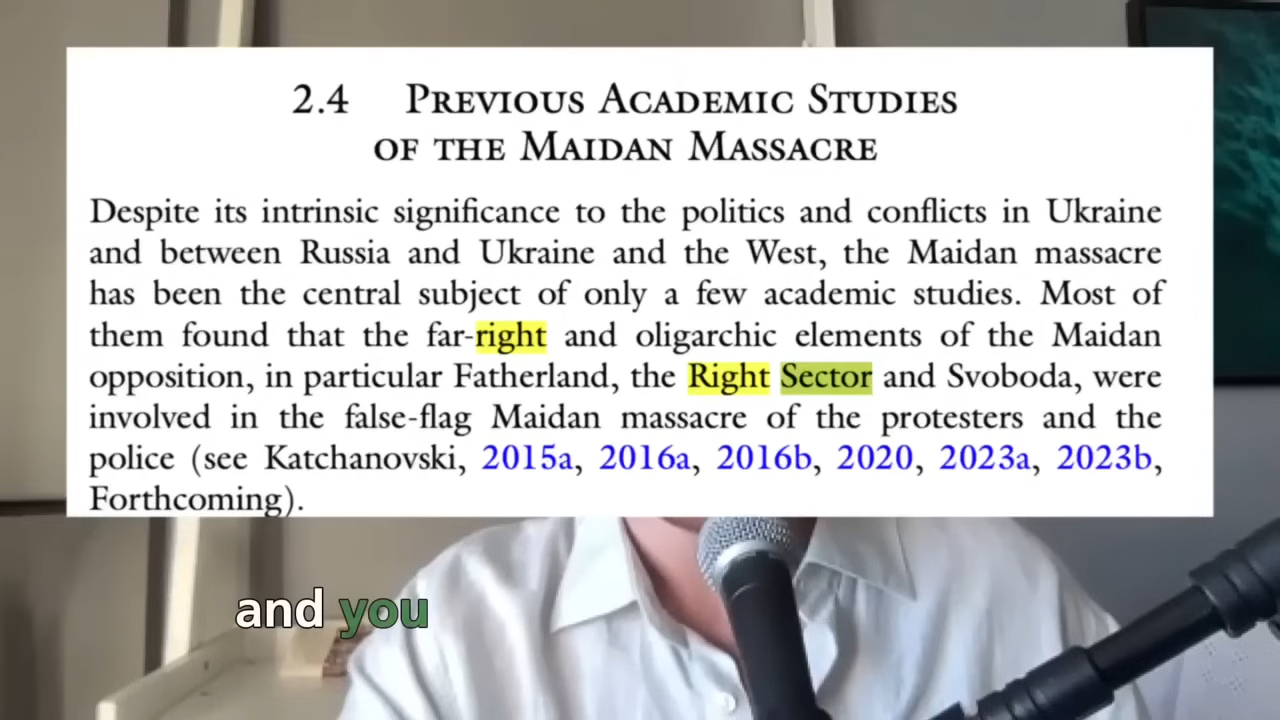 2.4 Previous Academic Studies
of the Maidan Massacre
Despite its intrinsic significance to the politics and conflicts in Ukraine
and between Russia and Ukraine and the West, the Maidan massacre
has been the central subject of only a few academic studies. Most of
them found that the far-right and oligarchic elements of the Maidan
opposition, in particular Fatherland, the Right Sector and Svoboda, were
involved in the false-flag Maidan massacre of the protesters and the
police (see Katchanovski, 2015a, 2016a, 2016b, 2020, 2023a, 2023b,
Forthcoming).
and you